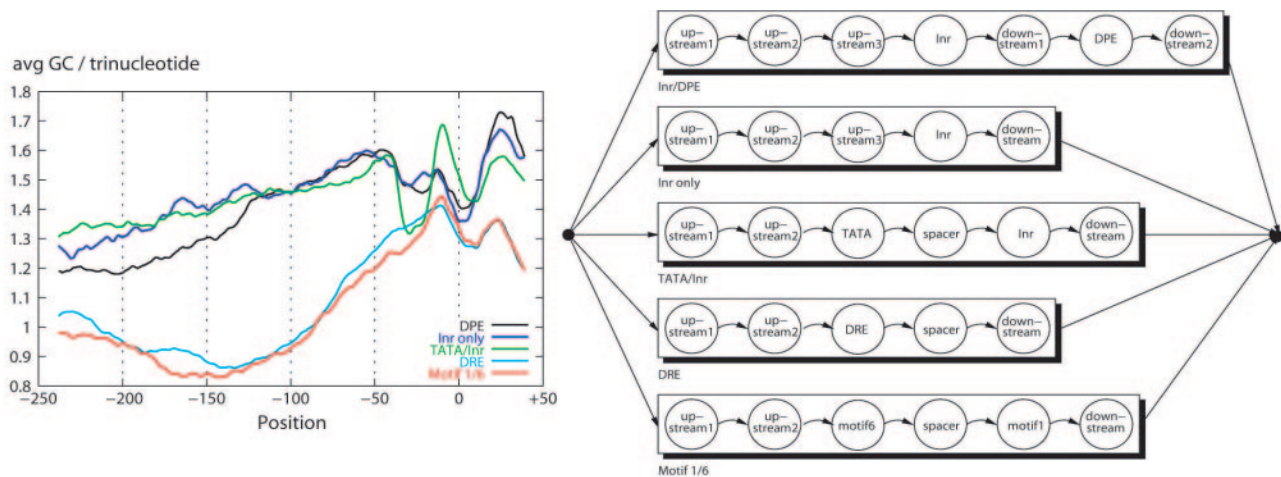 avg GC / trinucleotide
1.8
1.7
1.6
1.5
1.4
1.3
1.2
1.1
1
0.9
0.8
DPE
Inr only
TATA/Inr
DRE
Motif 1/6
−250
−200
−150
−100
−50
0
+50
Position
up−stream1
up−stream2
up−stream3
Inr
down−stream1
DPE
down−stream2
Inr/DPE
up−stream1
up−stream2
up−stream3
Inr
down−stream
Inr only
up−stream1
up−stream2
TATA
spacer
Inr
down−stream
TATA/Inr
up−stream1
up−stream2
DRE
spacer
down−stream
DRE
up−stream1
up−stream2
motif6
spacer
motif1
down−stream
Motif 1/6